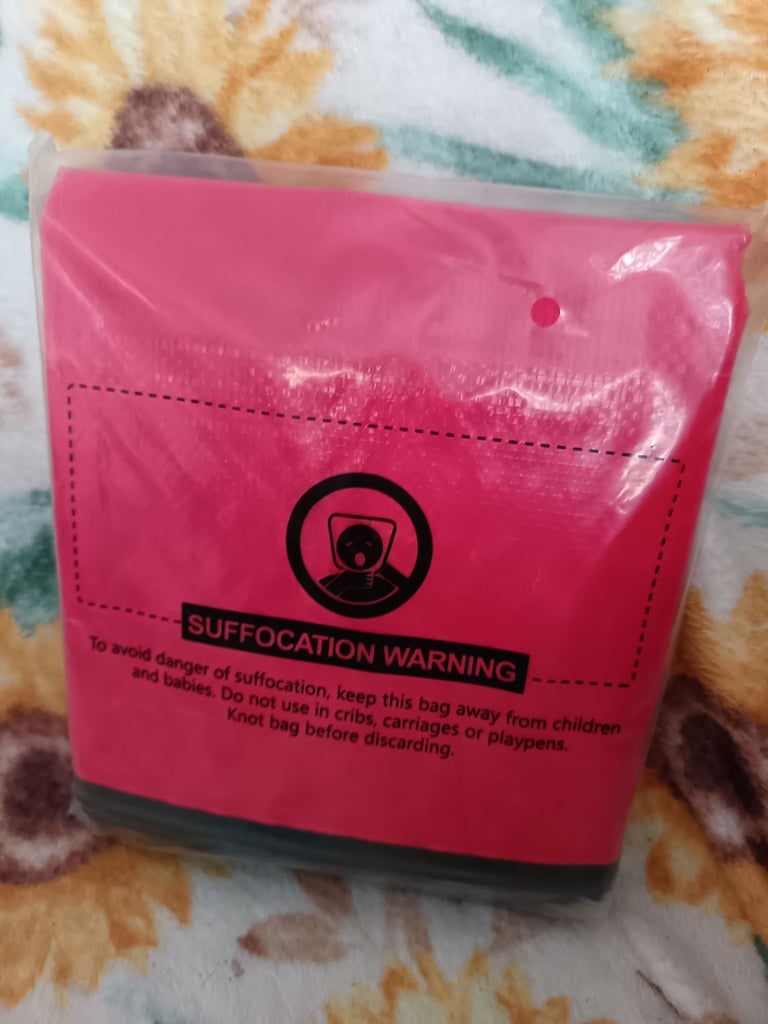 SUFFOCATION WARNING
To avoid danger of suffocation, keep this bag away from children
and babies. Do not use in cribs, carriages or playpens.
Knot bag before discarding.